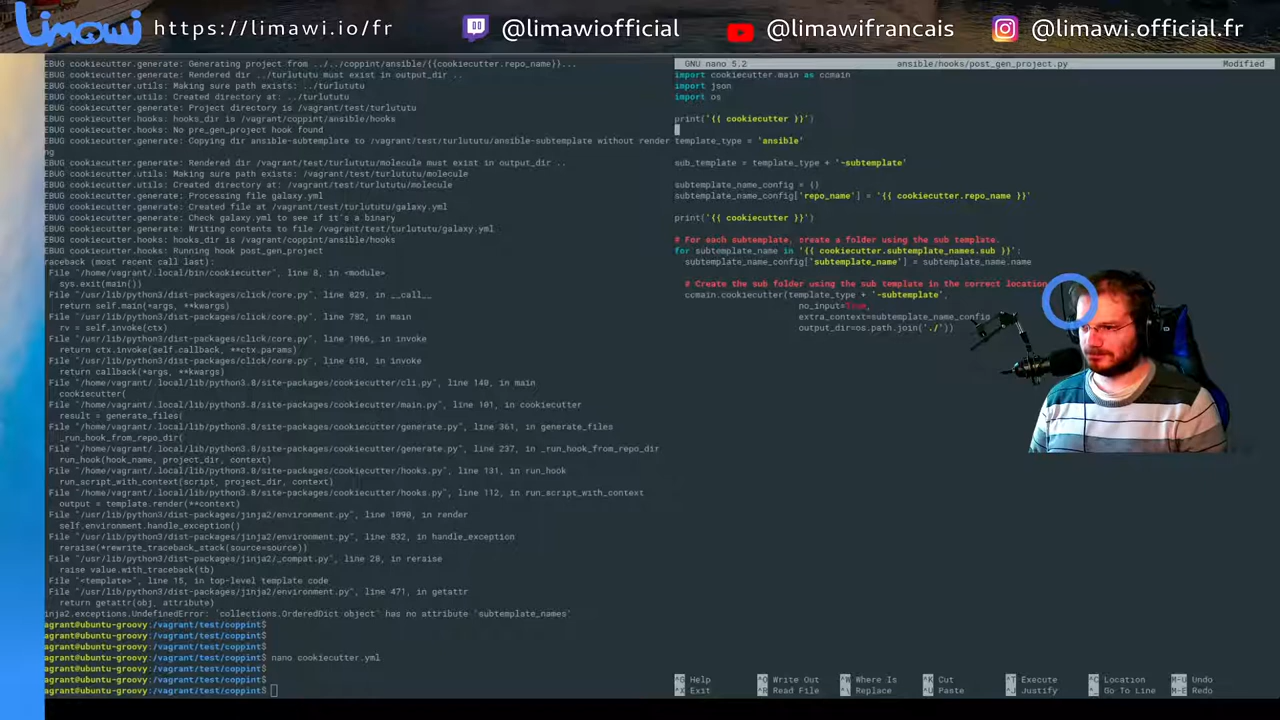 Limawi https://limawi.io/fr @limawiofficial @limawifrancais @limawi.official.fr
EBUG cookiecutter.generate: Generating project from ../../coppint/ansible/{{cookiecutter.repo_name}}...
EBUG cookiecutter.generate: Rendered dir ../turlututu must exist in output_dir ..
EBUG cookiecutter.utils: Making sure path exists: ../turlututu
EBUG cookiecutter.utils: Created directory at: ../turlututu
EBUG cookiecutter.generate: Project directory is /vagrant/test/turlututu
EBUG cookiecutter.hooks: hooks_dir is /vagrant/coppint/ansible/hooks
EBUG cookiecutter.hooks: No pre_gen_project hook found
EBUG cookiecutter.generate: Copying dir ansible-subtemplate to /vagrant/test/turlututu/ansible-subtemplate without render
ng
EBUG cookiecutter.generate: Rendered dir /vagrant/test/turlututu/molecule must exist in output_dir ..
EBUG cookiecutter.utils: Making sure path exists: /vagrant/test/turlututu/molecule
EBUG cookiecutter.utils: Created directory at: /vagrant/test/turlututu/molecule
EBUG cookiecutter.generate: Processing file galaxy.yml
EBUG cookiecutter.generate: Created file at /vagrant/test/turlututu/galaxy.yml
EBUG cookiecutter.generate: Check galaxy.yml to see if it's a binary
EBUG cookiecutter.generate: Writing contents to file /vagrant/test/turlututu/galaxy.yml
EBUG cookiecutter.hooks: hooks_dir is /vagrant/coppint/ansible/hooks
EBUG cookiecutter.hooks: Running hook post_gen_project
raceback (most recent call last):
File "/home/vagrant/.local/bin/cookiecutter", line 8, in <module>
sys.exit(main())
File "/usr/lib/python3/dist-packages/click/core.py", line 829, in __call__
return self.main(*args, **kwargs)
File "/usr/lib/python3/dist-packages/click/core.py", line 782, in main
rv = self.invoke(ctx)
File "/usr/lib/python3/dist-packages/click/core.py", line 1066, in invoke
return ctx.invoke(self.callback, **ctx.params)
File "/usr/lib/python3/dist-packages/click/core.py", line 610, in invoke
return callback(*args, **kwargs)
File "/home/vagrant/.local/lib/python3.8/site-packages/cookiecutter/cli.py", line 140, in main
cookiecutter(
File "/home/vagrant/.local/lib/python3.8/site-packages/cookiecutter/main.py", line 101, in cookiecutter
result = generate_files(
File "/home/vagrant/.local/lib/python3.8/site-packages/cookiecutter/generate.py", line 361, in generate_files
_run_hook_from_repo_dir(
File "/home/vagrant/.local/lib/python3.8/site-packages/cookiecutter/generate.py", line 237, in _run_hook_from_repo_dir
run_hook(hook_name, project_dir, context)
File "/home/vagrant/.local/lib/python3.8/site-packages/cookiecutter/hooks.py", line 131, in run_hook
run_script_with_context(script, project_dir, context)
File "/home/vagrant/.local/lib/python3.8/site-packages/cookiecutter/hooks.py", line 112, in run_script_with_context
output = template.render(**context)
File "/usr/lib/python3/dist-packages/jinja2/environment.py", line 1090, in render
self.environment.handle_exception()
File "/usr/lib/python3/dist-packages/jinja2/environment.py", line 832, in handle_exception
reraise(*rewrite_traceback_stack(source=source))
File "/usr/lib/python3/dist-packages/jinja2/_compat.py", line 28, in reraise
raise value.with_traceback(tb)
File "<template>", line 15, in top-level template code
File "/usr/lib/python3/dist-packages/jinja2/environment.py", line 471, in getattr
return getattr(obj, attribute)
inja2.exceptions.UndefinedError: 'collections.OrderedDict object' has no attribute 'subtemplate_names'
agrant@ubuntu-groovy:/vagrant/test/coppint$
agrant@ubuntu-groovy:/vagrant/test/coppint$
agrant@ubuntu-groovy:/vagrant/test/coppint$
agrant@ubuntu-groovy:/vagrant/test/coppint$ nano cookiecutter.yml
agrant@ubuntu-groovy:/vagrant/test/coppint$
agrant@ubuntu-groovy:/vagrant/test/coppint$
agrant@ubuntu-groovy:/vagrant/test/coppint$
GNU nano 5.2 ansible/hooks/post_gen_project.py Modified
import cookiecutter.main as ccmain
import json
import os
print('{{ cookiecutter }}')
template_type = 'ansible'
sub_template = template_type + '-subtemplate'
subtemplate_name_config = {}
subtemplate_name_config['repo_name'] = '{{ cookiecutter.repo_name }}'
print('{{ cookiecutter }}')
# For each subtemplate, create a folder using the sub template.
for subtemplate_name in '{{ cookiecutter.subtemplate_names.sub }}':
subtemplate_name_config['subtemplate_name'] = subtemplate_name.name
# Create the sub folder using the sub template in the correct location
ccmain.cookiecutter(template_type + '-subtemplate',
no_input=True,
extra_context=subtemplate_name_config
output_dir=os.path.join('./'))
^G Help ^O Write Out ^W Where Is ^K Cut ^T Execute ^C Location M-U Undo
^X Exit ^R Read File ^\ Replace ^U Paste ^J Justify ^_ Go To Line M-E Redo